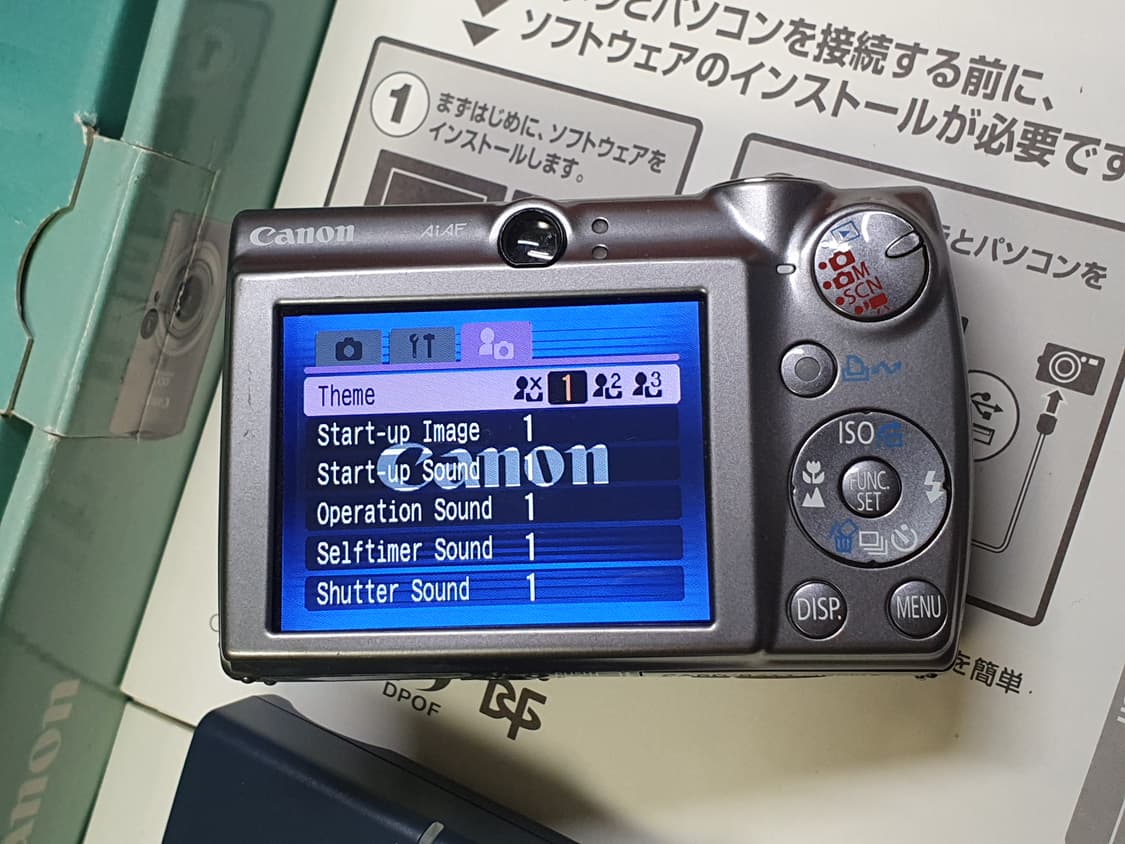 パソコンを接続する前に、
ソフトウェアのインストールが必要です
1
まずはじめに、ソフトウェアを
インストールします。
とパソコンを
Canon
AiAF
M
SCN
Theme
1 2 3
Start-up Image 1
Start-up Sound
Canon
Operation Sound 1
Selftimer Sound 1
Shutter Sound 1
ISO
FUNC.
SET
DISP.
MENU
を簡単
DPOF
anon